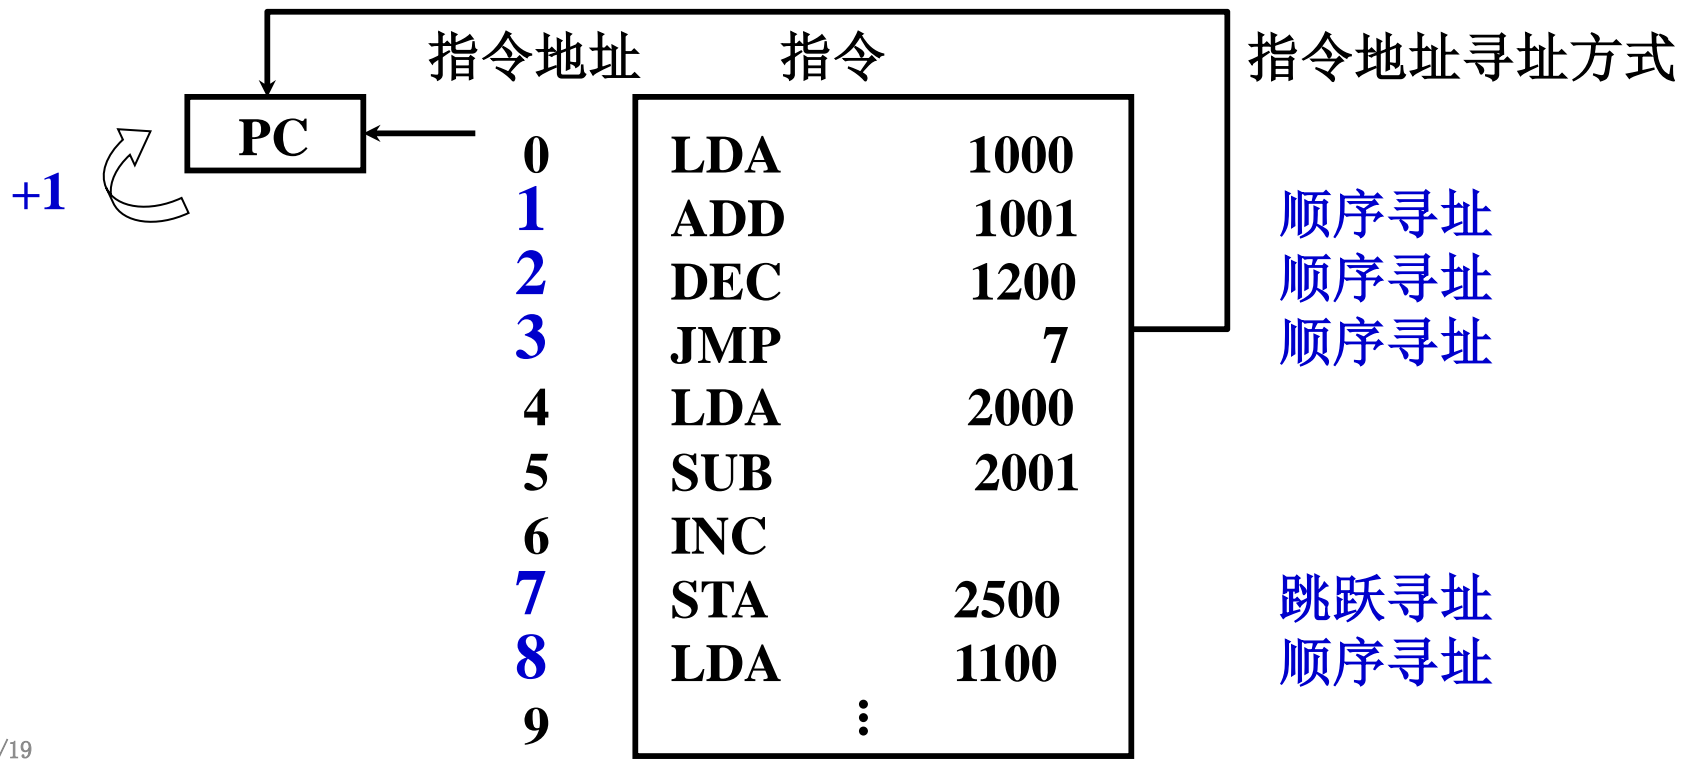 指令地址 指令 指令地址寻址方式
PC
+1
0 LDA 1000
1 ADD 1001 顺序寻址
2 DEC 1200 顺序寻址
3 JMP 7 顺序寻址
4 LDA 2000
5 SUB 2001
6 INC
7 STA 2500 跳跃寻址
8 LDA 1100 顺序寻址
9 ⋮
/19